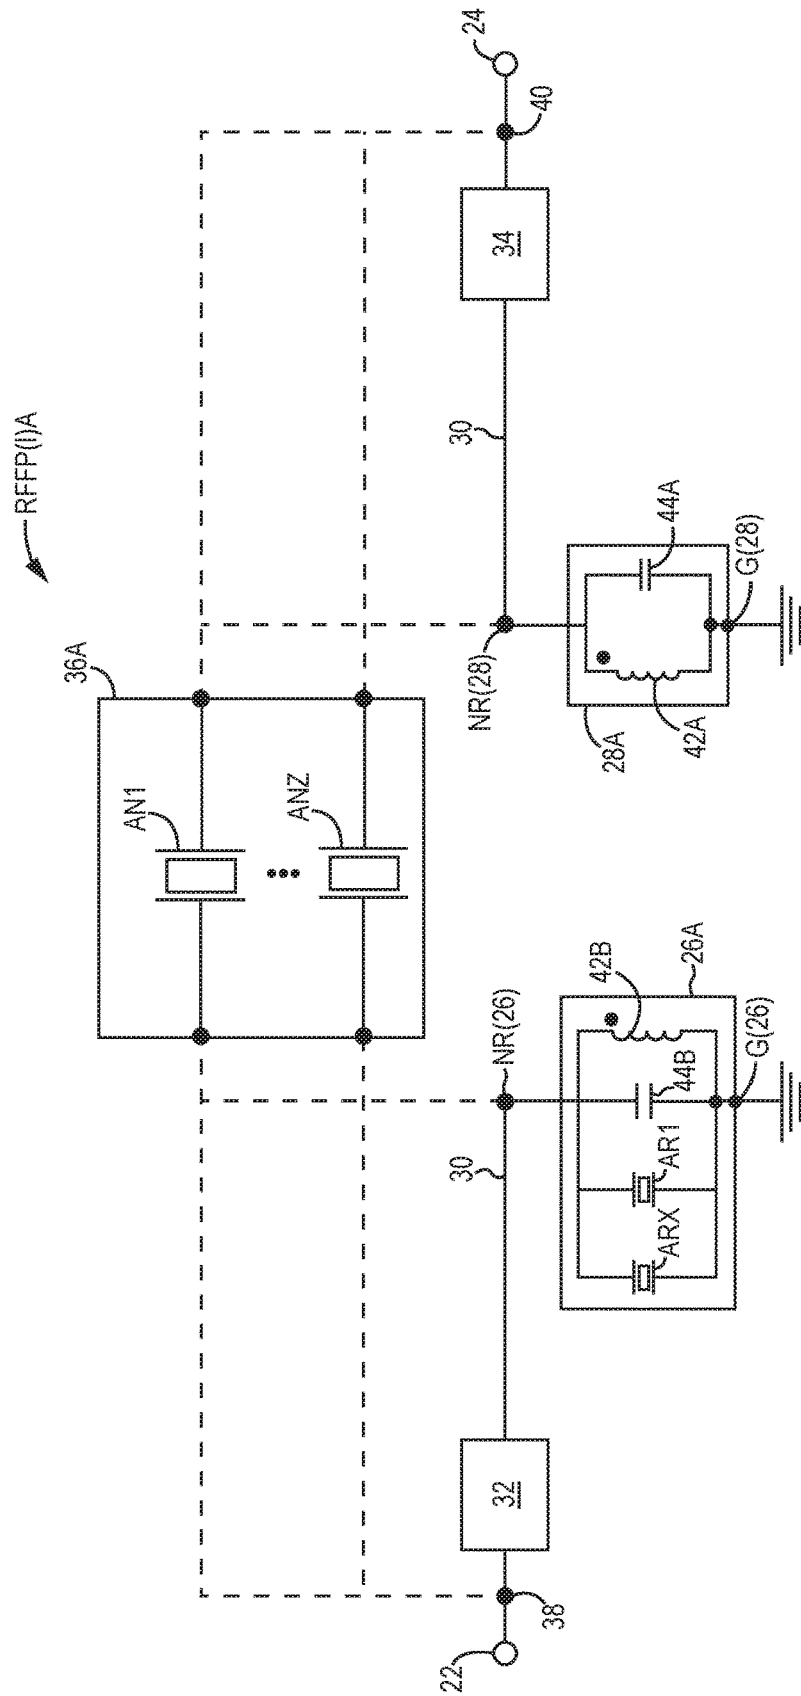 RFFP(I)A
36A
AN1
ANZ
22
38
32
30
NR(26)
42B
26A
44B
G(26)
AR1
ARX
NR(28)
30
34
40
24
44A
G(28)
28A
42A